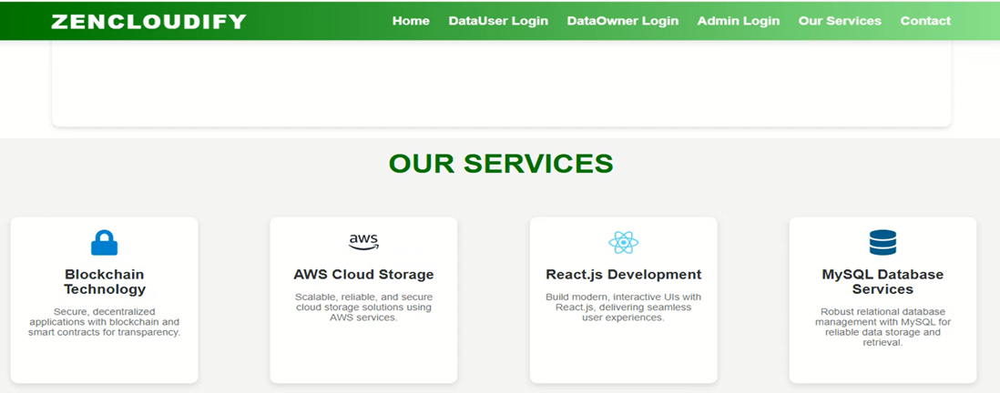 ZENCLOUDIFY
Home DataUser Login DataOwner Login Admin Login Our Services Contact
OUR SERVICES
Blockchain
Technology
Secure, decentralized
applications with blockchain and
smart contracts for transparency.
aws
AWS Cloud Storage
Scalable, reliable, and secure
cloud storage solutions using
AWS services.
React.js Development
Build modern, interactive UIs with
React.js, delivering seamless
user experiences.
MySQL Database
Services
Robust relational database
management with MySQL for
reliable data storage and
retrieval.